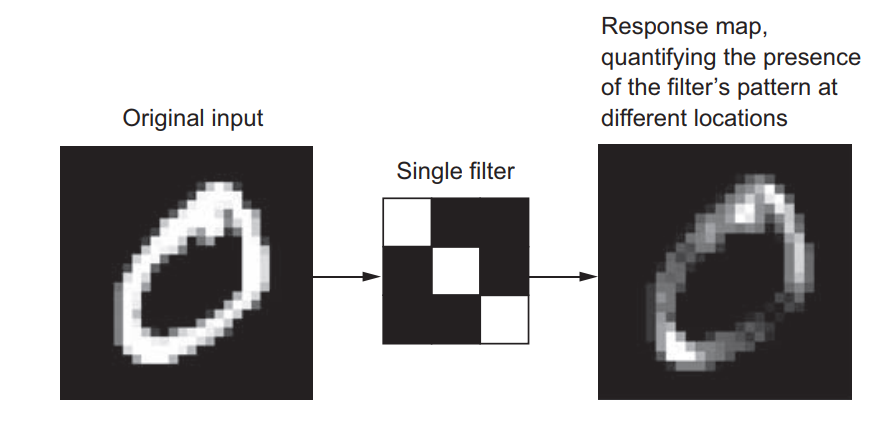 Original input
Single filter
Response map,
quantifying the presence
of the filter's pattern at
different locations